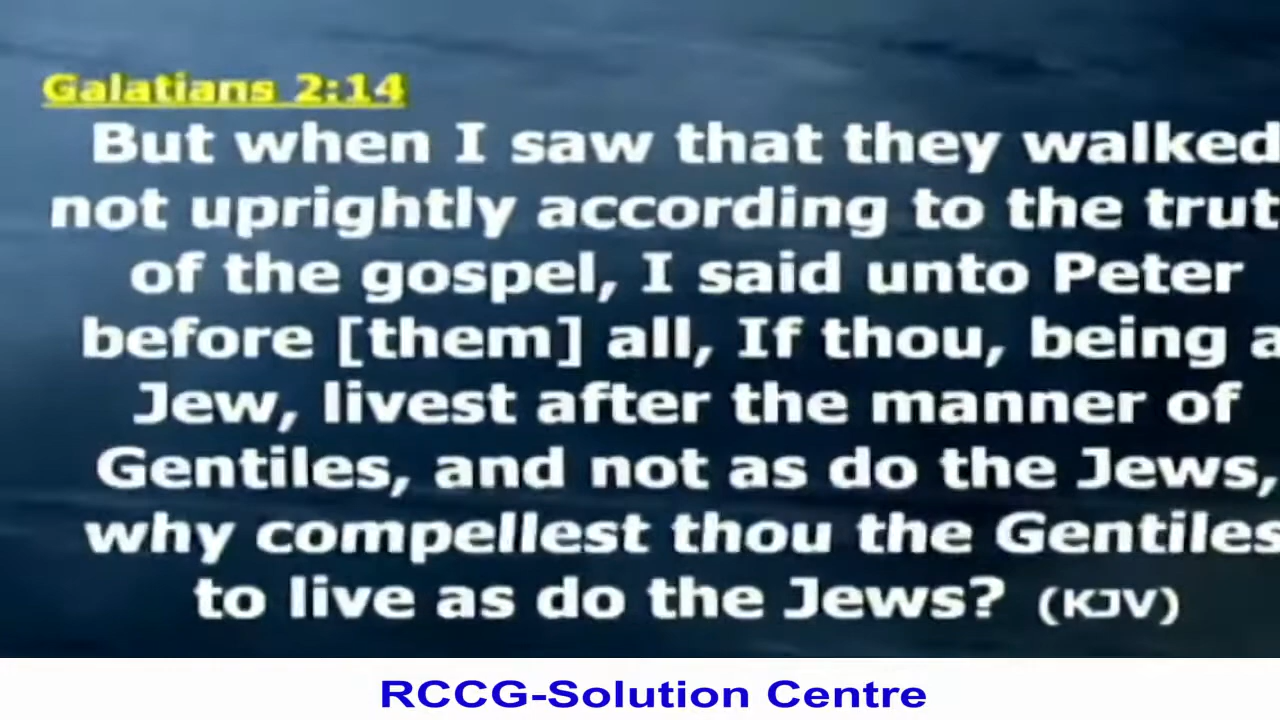 Galatians 2:14
But when I saw that they walked
not uprightly according to the trut
of the gospel, I said unto Peter
before [them] all, If thou, being a
Jew, livest after the manner of
Gentiles, and not as do the Jews,
why compellest thou the Gentiles
to live as do the Jews? (KJV)
RCCG-Solution Centre